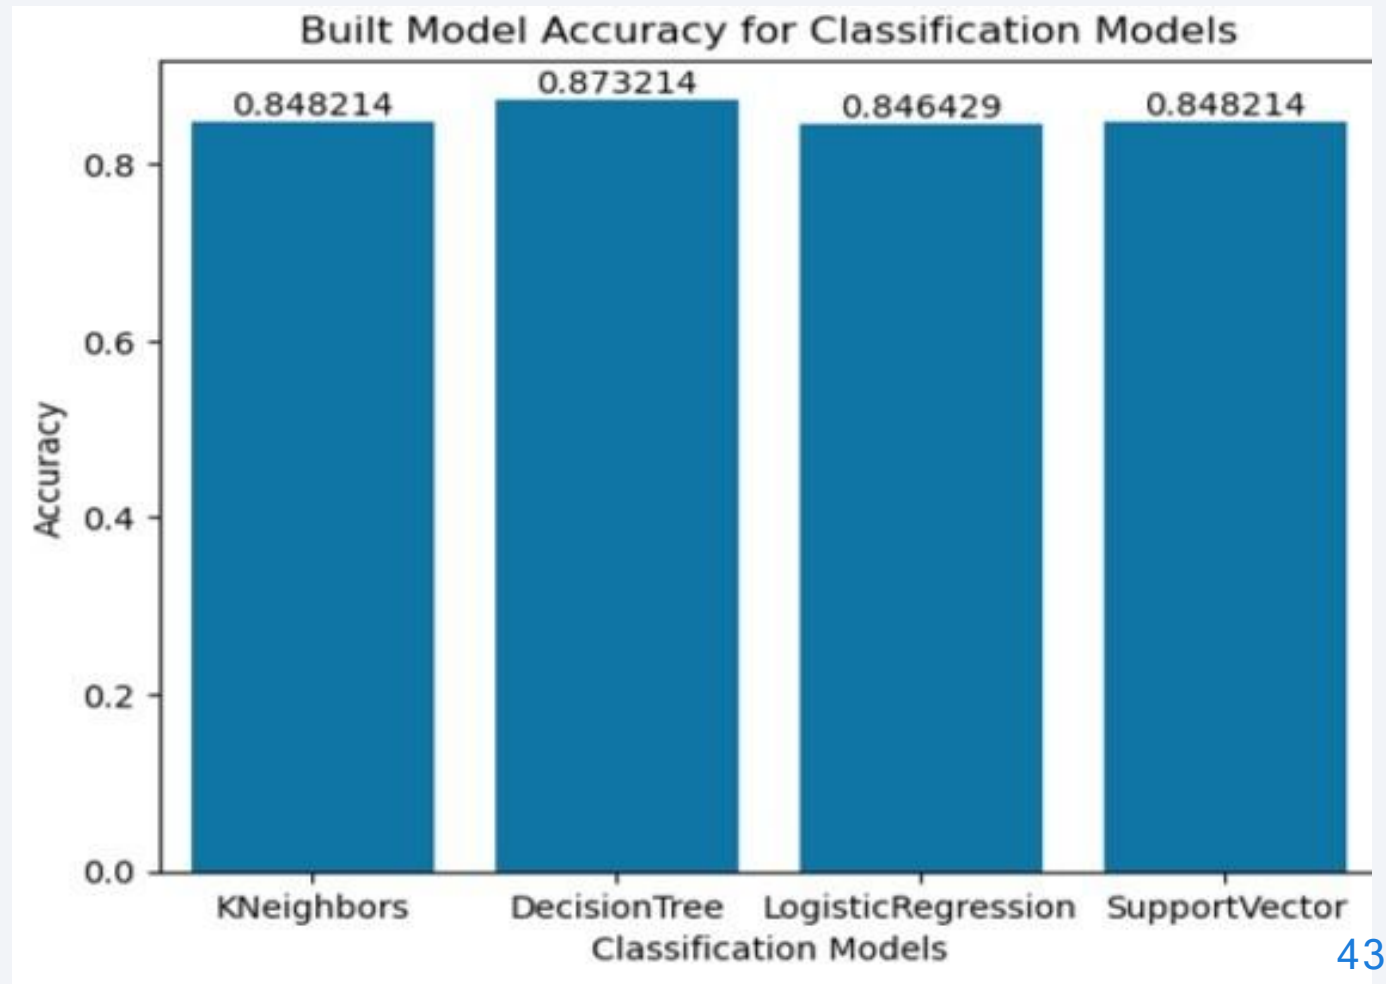 Built Model Accuracy for Classification Models
0.848214
0.873214
0.846429
0.848214
0.8
0.6
0.4
0.2
0.0
Accuracy
KNeighbors DecisionTree LogisticRegression SupportVector
Classification Models
43